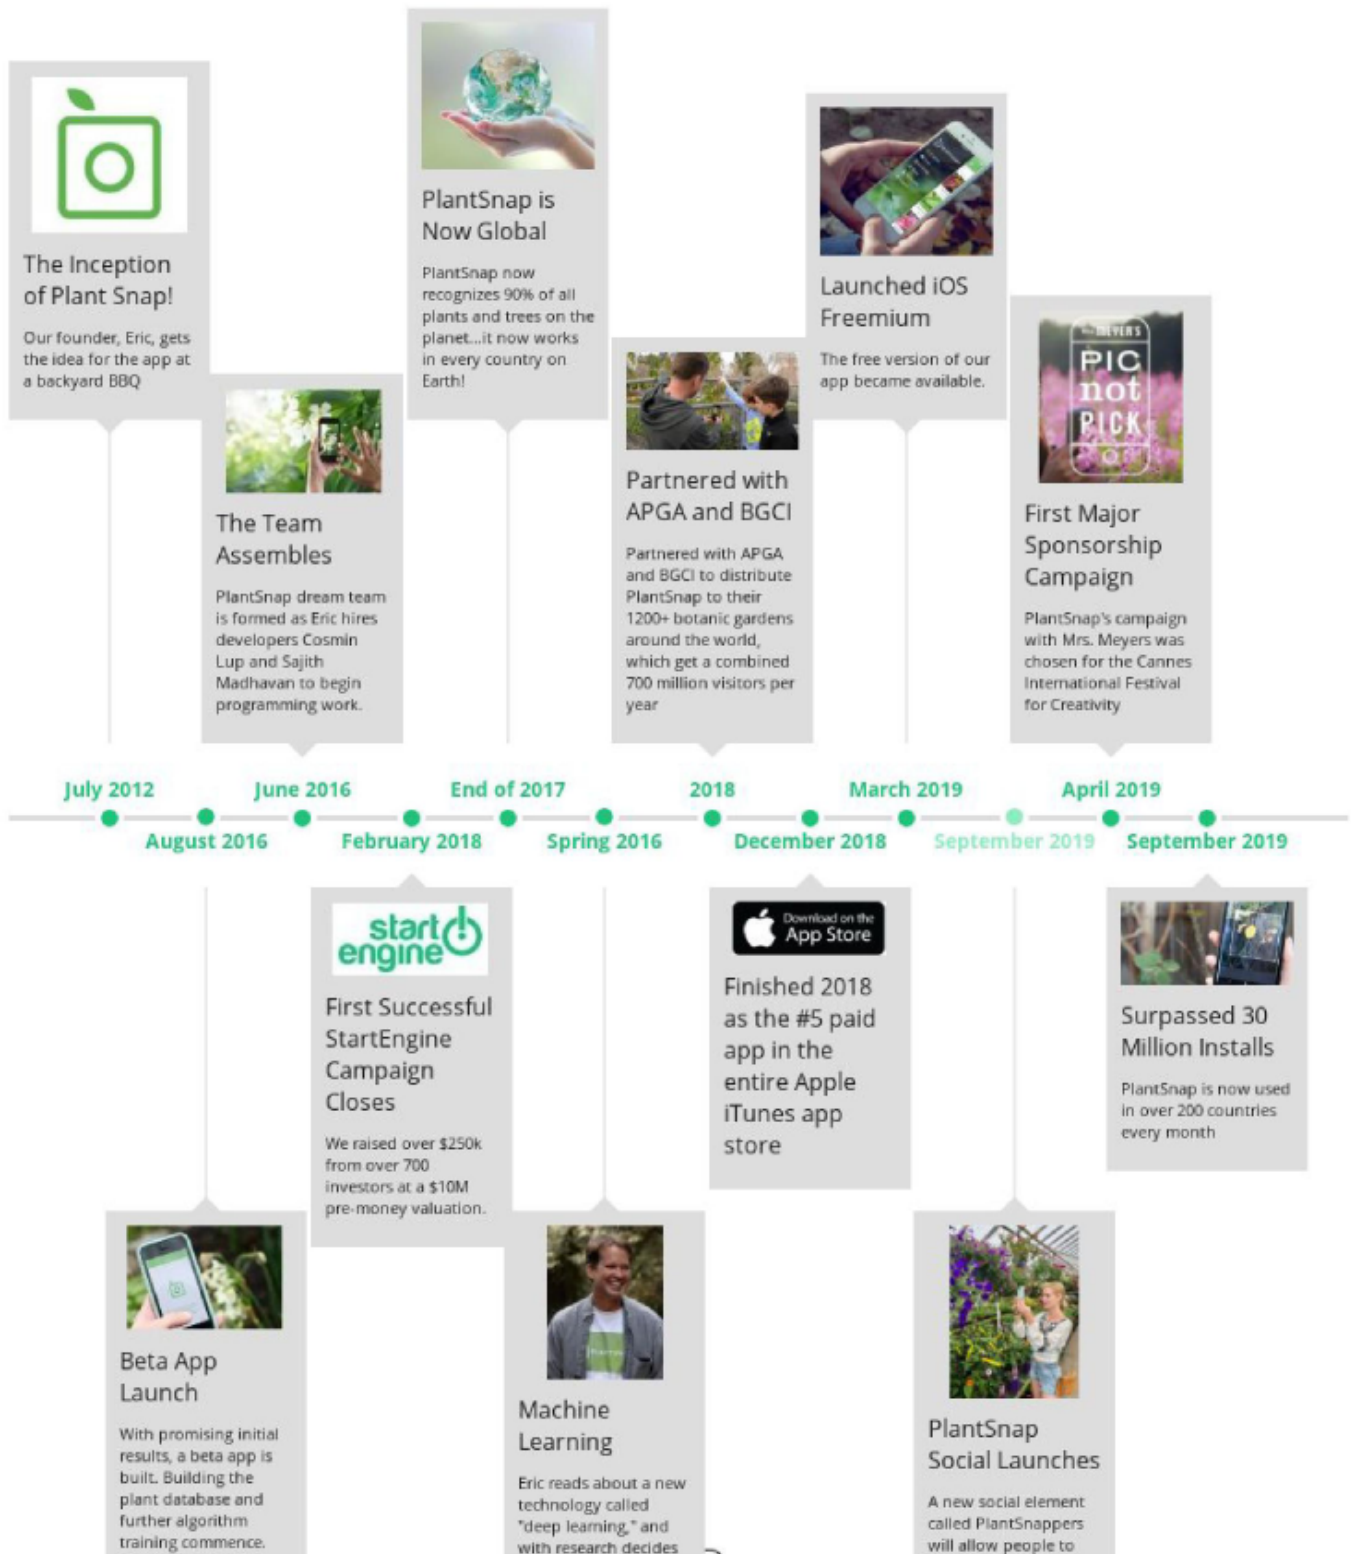 The Inception
of Plant Snap!
Our founder, Eric, gets
the idea for the app at
a backyard BBQ
The Team
Assembles
PlantSnap dream team
is formed as Eric hires
developers Cosmin
Lup and Sajith
Madhavan to begin
programming work.
PlantSnap is
Now Global
PlantSnap now
recognizes 90% of all
plants and trees on the
planet...it now works
in every country on
Earth!
Partnered with
APGA and BGCI
Partnered with APGA
and BGCI to distribute
PlantSnap to their
1200+ botanic gardens
around the world,
which get a combined
700 million visitors per
year
Launched iOS
Freemium
The free version of our
app became available.
MEYER'S
PIC
not
PICK
First Major
Sponsorship
Campaign
PlantSnap's campaign
with Mrs. Meyers was
chosen for the Cannes
International Festival
for Creativity
July 2012
June 2016
End of 2017
2018
March 2019
April 2019
August 2016
February 2018
Spring 2016
December 2018
September 2019
September 2019
Beta App
Launch
With promising initial
results, a beta app is
built. Building the
plant database and
further algorithm
training commence.
start
engine
First Successful
StartEngine
Campaign
Closes
We raised over $250k
from over 700
investors at a $10M
pre-money valuation.
Machine
Learning
Eric reads about a new
technology called
"deep learning," and
with research decides
Download on the
App Store
Finished 2018
as the #5 paid
app in the
entire Apple
iTunes app
store
PlantSnap
Social Launches
A new social element
called PlantSnappers
will allow people to
Surpassed 30
Million Installs
PlantSnap is now used
in over 200 countries
every month